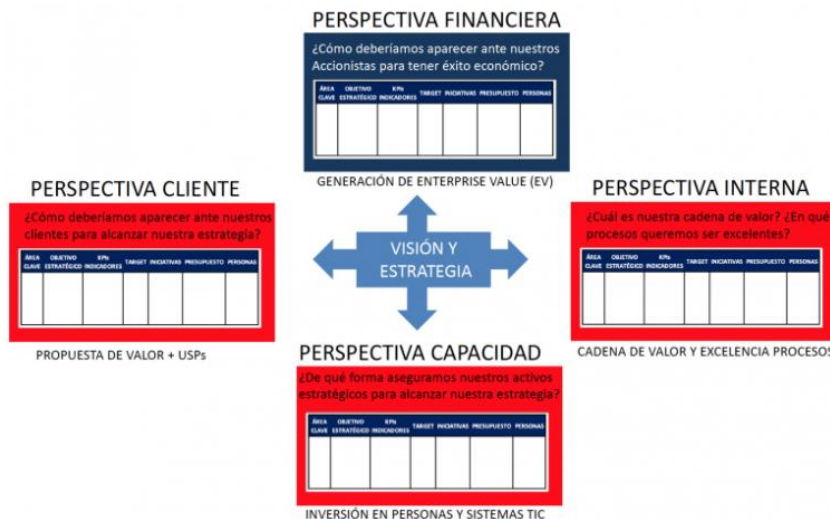 PERSPECTIVA FINANCIERA
¿Cómo deberíamos aparecer ante nuestros
Accionistas para tener éxito económico?
ÁREA CLAVE OBJETIVO ESTRATÉGICO KPIs INDICADORES TARGET INICIATIVAS PRESUPUESTO PERSONAS
GENERACIÓN DE ENTERPRISE VALUE (EV)
PERSPECTIVA CLIENTE
¿Cómo deberíamos aparecer ante nuestros
clientes para alcanzar nuestra estrategia?
ÁREA CLAVE OBJETIVO ESTRATÉGICO KPIs INDICADORES TARGET INICIATIVAS PRESUPUESTO PERSONAS
PROPUESTA DE VALOR + USPs
VISIÓN Y
ESTRATEGIA
PERSPECTIVA INTERNA
¿Cuál es nuestra cadena de valor? ¿En qué
procesos queremos ser excelentes?
ÁREA CLAVE OBJETIVO ESTRATÉGICO KPIs INDICADORES TARGET INICIATIVAS PRESUPUESTO PERSONAS
CADENA DE VALOR Y EXCELENCIA PROCESOS
PERSPECTIVA CAPACIDAD
¿De qué forma aseguramos nuestros activos
estratégicos para alcanzar nuestra estrategia?
ÁREA CLAVE OBJETIVO ESTRATÉGICO KPIs INDICADORES TARGET INICIATIVAS PRESUPUESTO PERSONAS
INVERSIÓN EN PERSONAS Y SISTEMAS TIC